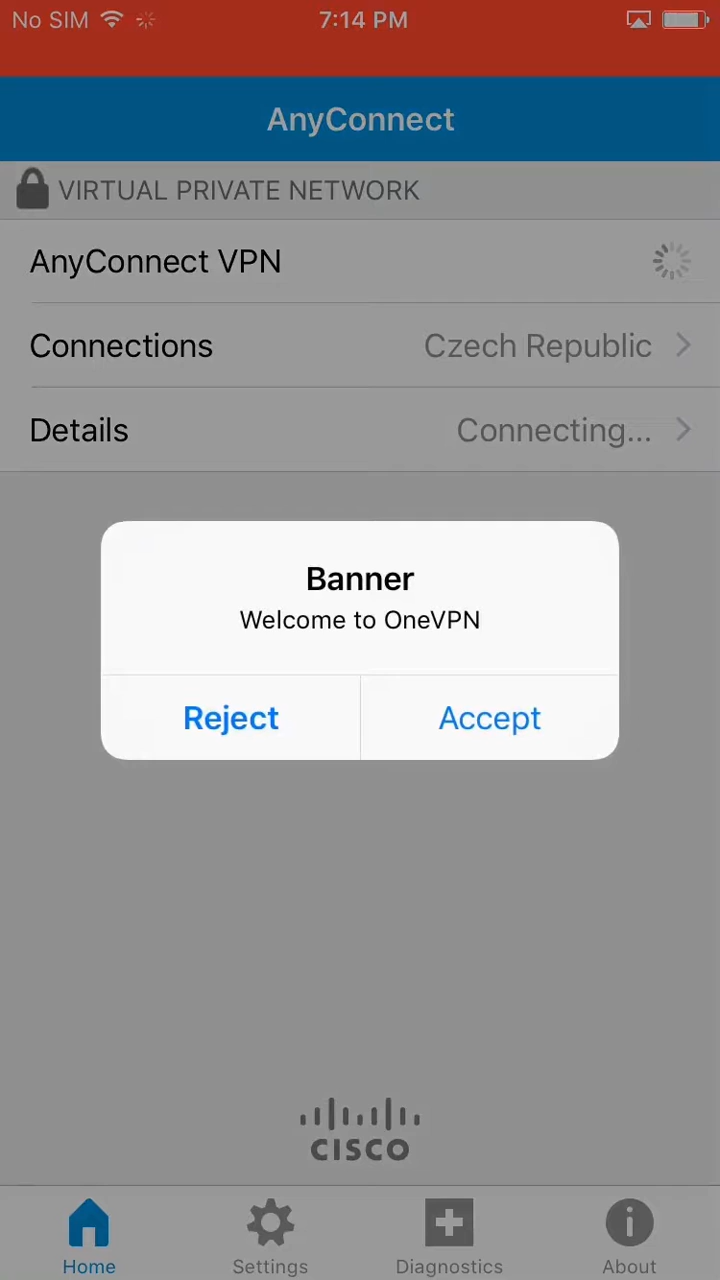 No SIM 7:14 PM
AnyConnect
VIRTUAL PRIVATE NETWORK
AnyConnect VPN
Connections Czech Republic
Details Connecting...
Banner
Welcome to OneVPN
Reject Accept
CISCO
Home Settings Diagnostics About